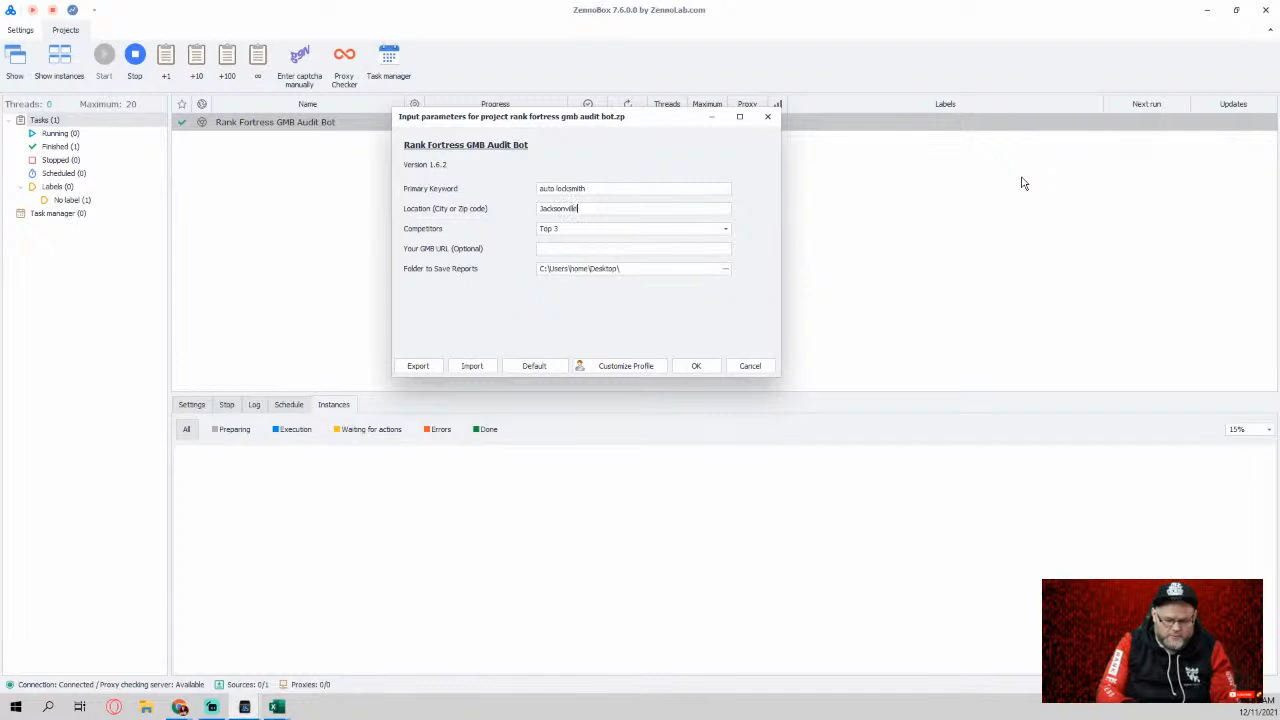 ZennoBox 7.6.0.0 by ZennoLab.com
Settings Projects
Show Show instances Start Stop +1 +10 +100 ∞ Enter captcha manually Proxy Checker Task manager
Threads: 0 Maximum: 20
Name Progress Threads Maximum Proxy Labels Next run Updates
Tasks (1)
Running (0)
Finished (1)
Stopped (0)
Scheduled (0)
Labels (0)
No label (1)
Task manager (0)
Rank Fortress GMB Audit Bot
Input parameters for project rank fortress gmb audit bot.zp
Rank Fortress GMB Audit Bot
Version 1.6.2
Primary Keyword auto locksmith
Location (City or Zip code) Jacksonville
Competitors Top 3
Your GMB URL (Optional)
Folder to Save Reports C:\Users\home\Desktop\
Export Import Default Customize Profile OK Cancel
Settings Stop Log Schedule Instances
All Preparing Execution Waiting for actions Errors Done 15%
Connection: Connected / Proxy checking server: Available Sources: 0/1 Proxies: 0/0
AM
12/11/2021